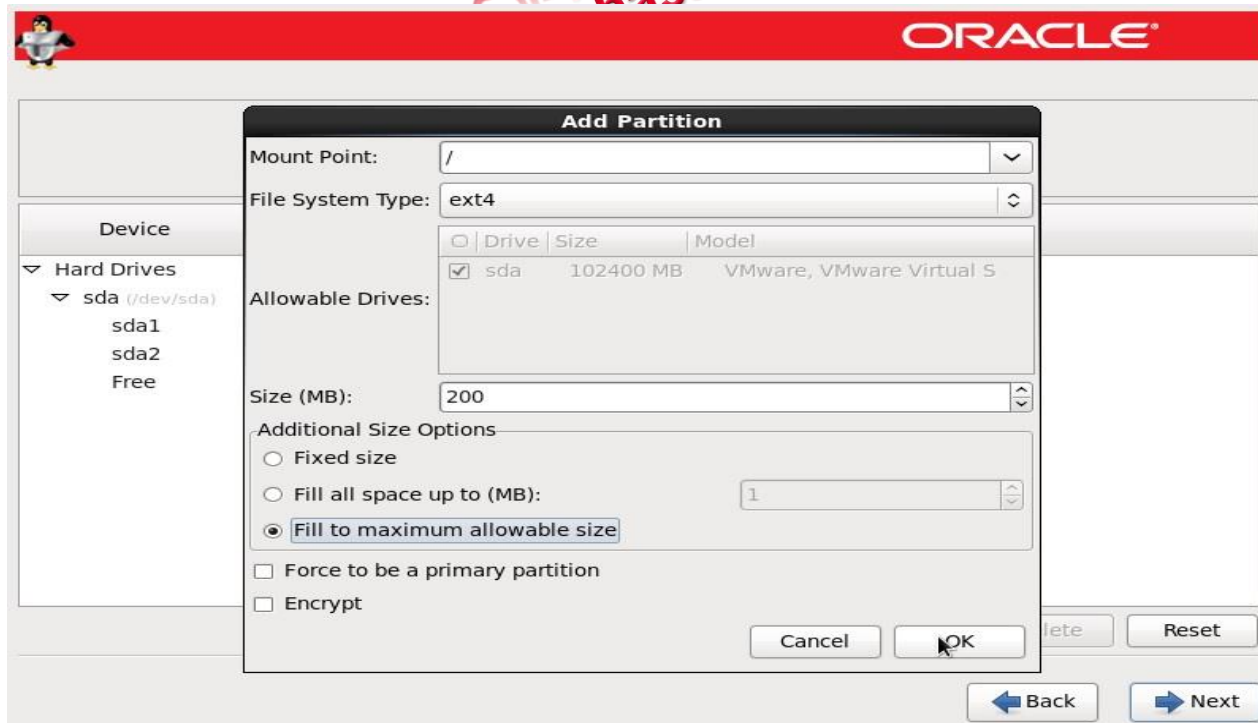 ORACLE®
Add Partition
Mount Point: /
File System Type: ext4
Device
Drive Size Model
Hard Drives
sda 102400 MB VMware, VMware Virtual S
sda (/dev/sda)
Allowable Drives:
sda1
sda2
Free
Size (MB): 200
Additional Size Options
Fixed size
Fill all space up to (MB): 1
Fill to maximum allowable size
Force to be a primary partition
Encrypt
Cancel OK
lete Reset
Back Next